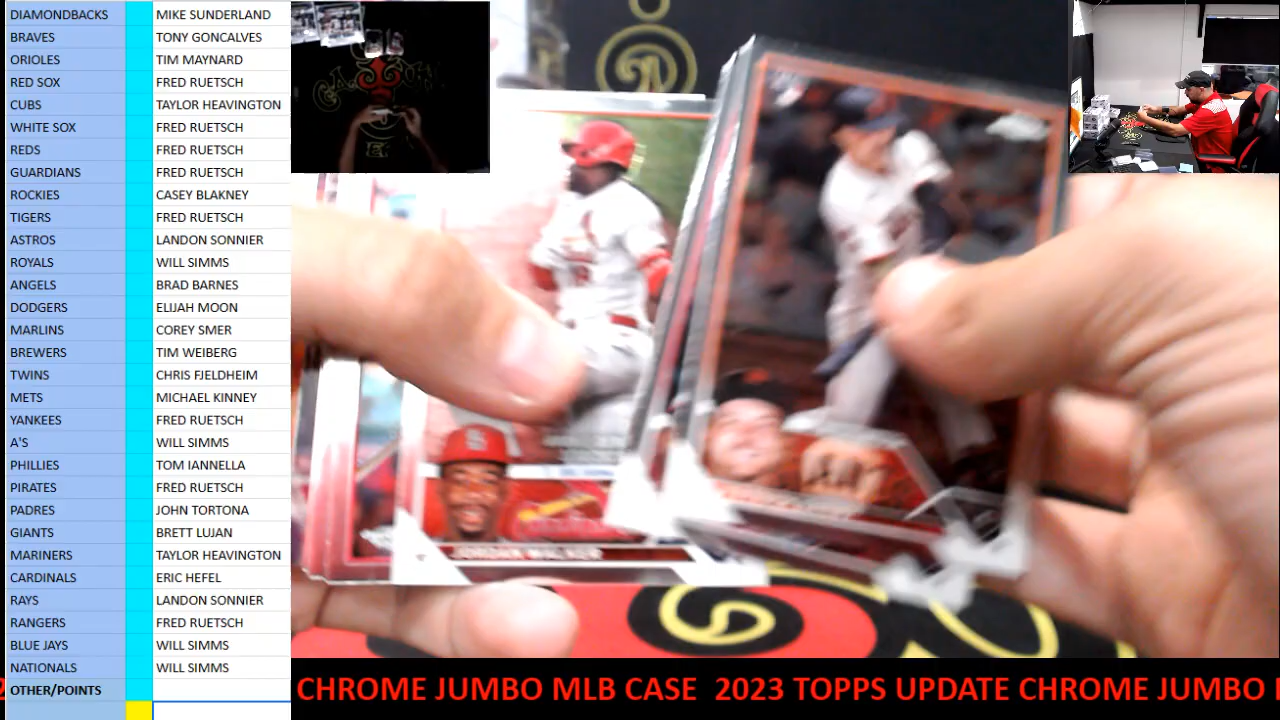 DIAMONDBACKS MIKE SUNDERLAND
BRAVES TONY GONCALVES
ORIOLES TIM MAYNARD
RED SOX FRED RUETSCH
CUBS TAYLOR HEAVINGTON
WHITE SOX FRED RUETSCH
REDS FRED RUETSCH
GUARDIANS FRED RUETSCH
ROCKIES CASEY BLAKNEY
TIGERS FRED RUETSCH
ASTROS LANDON SONNIER
ROYALS WILL SIMMS
ANGELS BRAD BARNES
DODGERS ELIJAH MOON
MARLINS COREY SMER
BREWERS TIM WEIBERG
TWINS CHRIS FJELDHEIM
METS MICHAEL KINNEY
YANKEES FRED RUETSCH
A'S WILL SIMMS
PHILLIES TOM IANNELLA
PIRATES FRED RUETSCH
PADRES JOHN TORTONA
GIANTS BRETT LUJAN
MARINERS TAYLOR HEAVINGTON
CARDINALS ERIC HEFEL
RAYS LANDON SONNIER
RANGERS FRED RUETSCH
BLUE JAYS WILL SIMMS
NATIONALS WILL SIMMS
OTHER/POINTS
JORDAN WALKER
CHROME JUMBO MLB CASE 2023 TOPPS UPDATE CHROME JUMBO